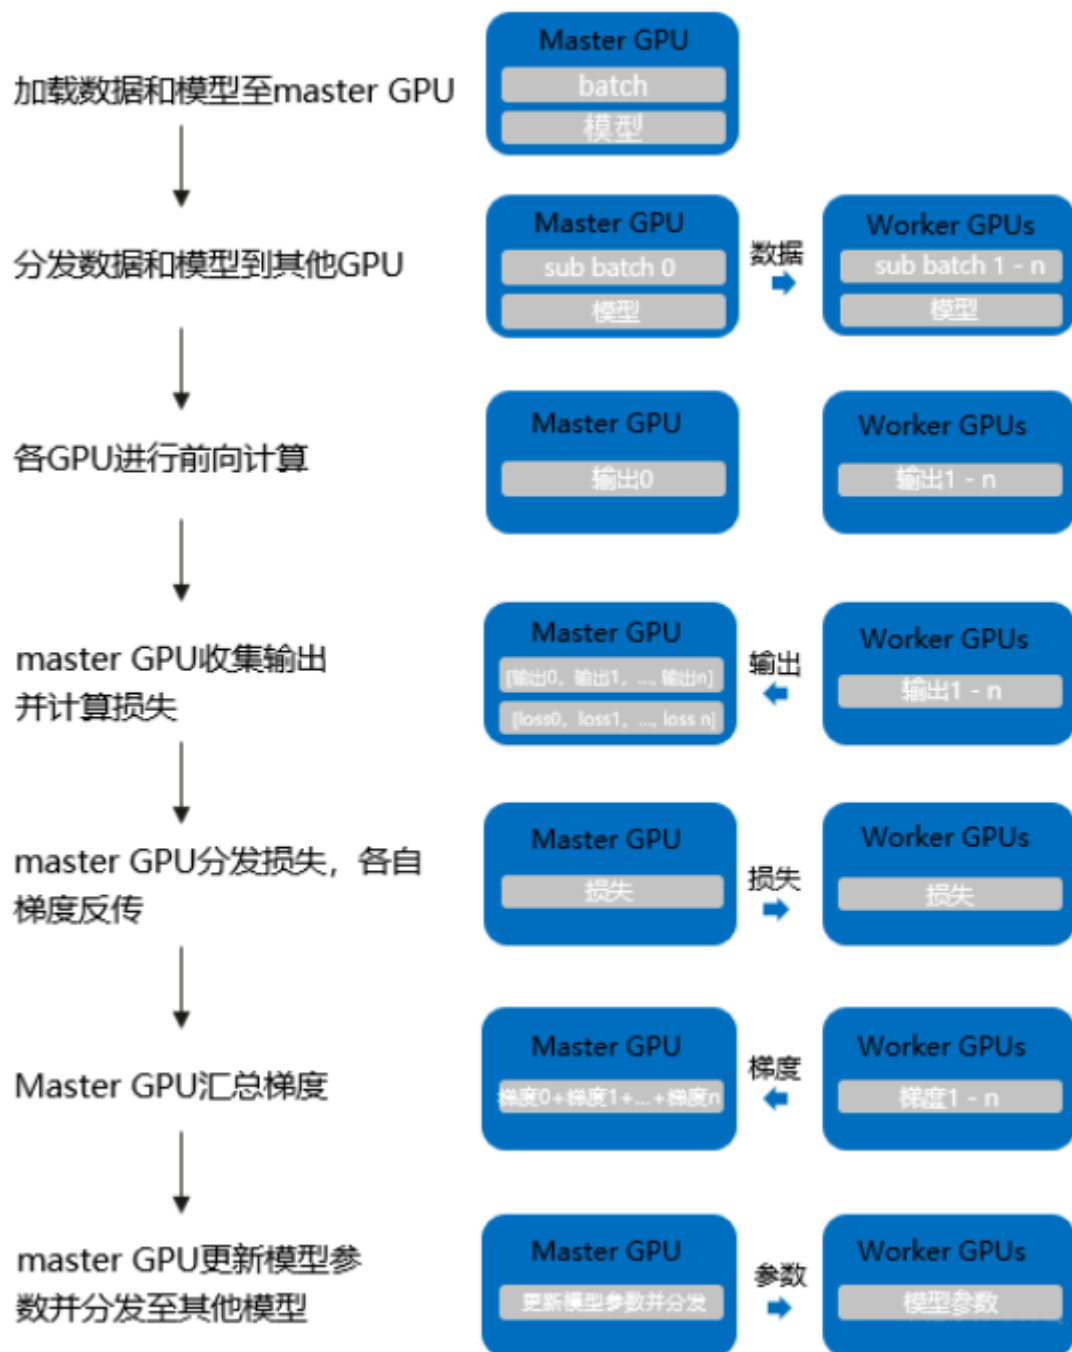 加载数据和模型至master GPU
Master GPU
batch
模型
分发数据和模型到其他GPU
Master GPU
sub batch 0
模型
数据
Worker GPUs
sub batch 1 - n
模型
各GPU进行前向计算
Master GPU
输出0
Worker GPUs
输出1 - n
master GPU收集输出
并计算损失
Master GPU
[输出0，输出1，...，输出n]
[loss0，loss1，...，loss n]
输出
Worker GPUs
输出1 - n
master GPU分发损失，各自
梯度反传
Master GPU
损失
损失
Worker GPUs
损失
Master GPU汇总梯度
Master GPU
梯度0+梯度1+...+梯度n
梯度
Worker GPUs
梯度1 - n
master GPU更新模型参
数并分发至其他模型
Master GPU
更新模型参数并分发
参数
Worker GPUs
模型参数